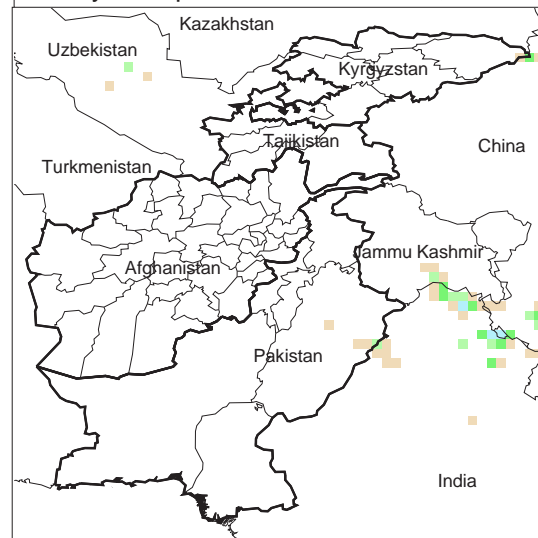 Kazakhstan
Uzbekistan
Kyrgyzstan
Tajikistan
China
Turkmenistan
Jammu Kashmir
Afghanistan
Pakistan
India